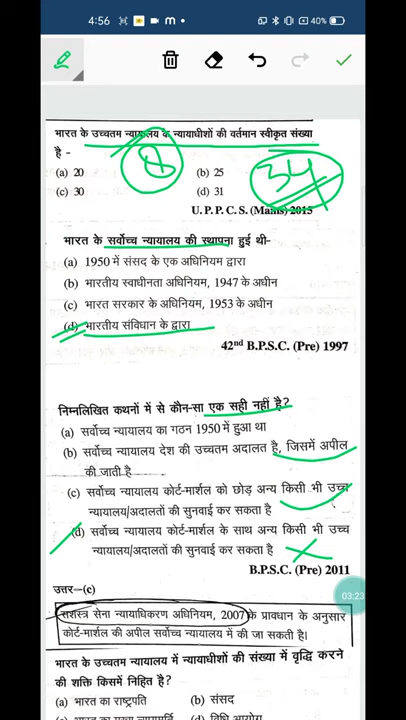 4:56
40%
भारत के उच्चतम न्यायालय के न्यायाधीशों की वर्तमान स्वीकृत संख्या
है -
8
34
(a) 20 (b) 25
(c) 30 (d) 31
U.P.P.C.S. (Mains) 2015
भारत के सर्वोच्च न्यायालय की स्थापना हुई थी-
(a) 1950 में संसद के एक अधिनियम द्वारा
(b) भारतीय स्वाधीनता अधिनियम, 1947 के अधीन
(c) भारत सरकार के अधिनियम, 1953 के अधीन
(d) भारतीय संविधान के द्वारा
42nd B.P.S.C. (Pre) 1997
निम्नलिखित कथनों में से कौन-सा एक सही नहीं है?
(a) सर्वोच्च न्यायालय का गठन 1950 में हुआ था
(b) सर्वोच्च न्यायालय देश की उच्चतम अदालत है, जिसमें अपील
की जाती है
(c) सर्वोच्च न्यायालय कोर्ट-मार्शल को छोड़ अन्य किसी भी उच्च
न्यायालय/अदालतों की सुनवाई कर सकता है
(d) सर्वोच्च न्यायालय कोर्ट-मार्शल के साथ अन्य किसी भी उच्च
न्यायालय/अदालतों की सुनवाई कर सकता है
B.P.S.C. (Pre) 2011
उत्तर-(c)
03:23
सशस्त्र सेना न्यायाधिकरण अधिनियम, 2007 के प्रावधान के अनुसार
कोर्ट-मार्शल की अपील सर्वोच्च न्यायालय में की जा सकती है।
भारत के उच्चतम न्यायालय में न्यायाधीशों की संख्या में वृद्धि करने
की शक्ति किसमें निहित है?
(a) भारत का राष्ट्रपति (b) संसद
(c) भारत का मुख्य न्यायमूर्ति (d) विधि आयोग